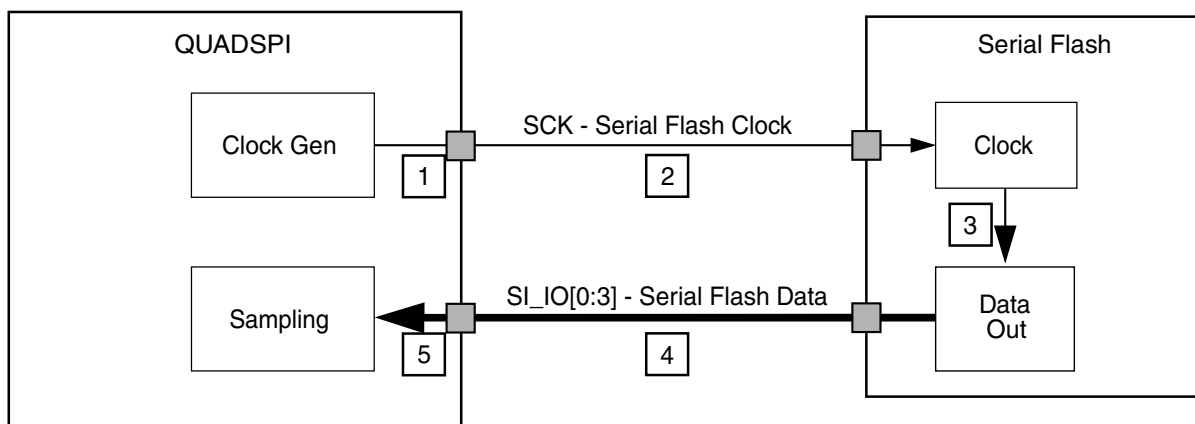 QUADSPI
Serial Flash
Clock Gen
SCK - Serial Flash Clock
Clock
1
2
3
Sampling
SI_IO[0:3] - Serial Flash Data
Data
Out
5
4